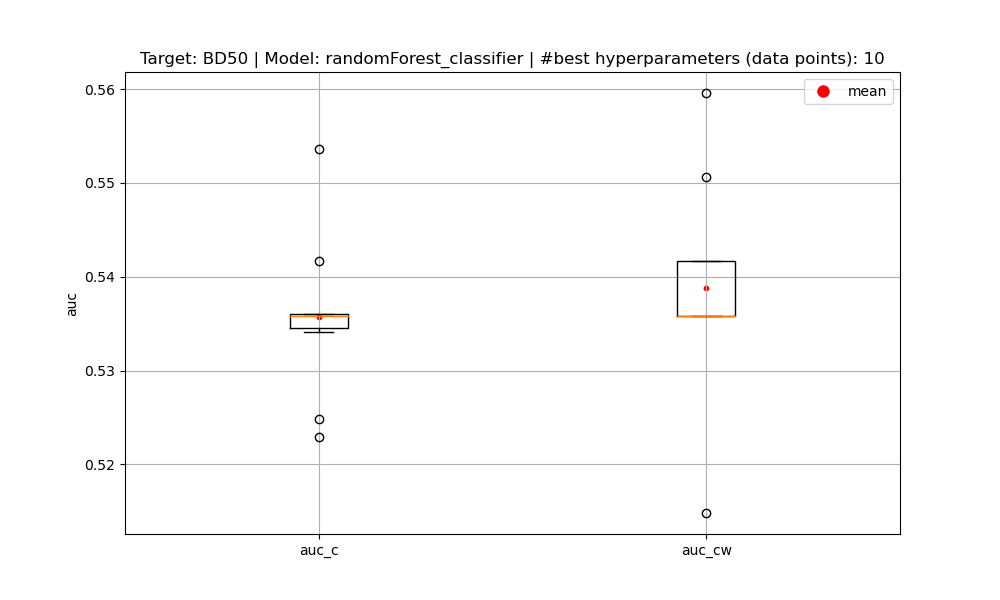 Target: BD50 | Model: randomForest_classifier | #best hyperparameters (data points): 10
mean
0.56
0.55
0.54
0.53
0.52
auc
auc_c
auc_cw